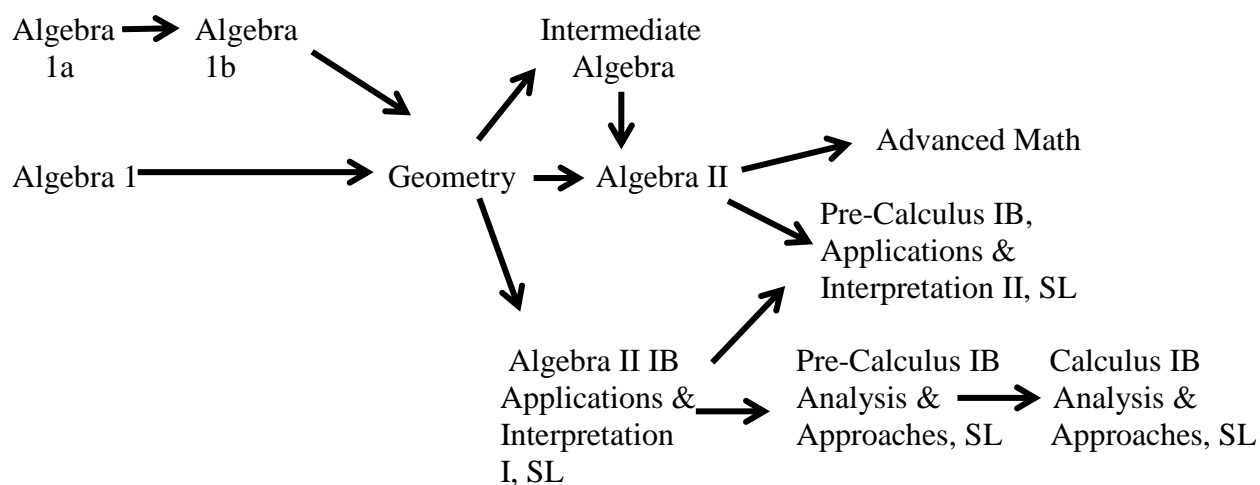 Algebra
1a
Algebra
1b
Intermediate
Algebra
Advanced Math
Algebra 1
Geometry
Algebra II
Pre-Calculus IB,
Applications &
Interpretation II, SL
Algebra II IB
Applications &
Interpretation
I, SL
Pre-Calculus IB
Analysis &
Approaches, SL
Calculus IB
Analysis &
Approaches, SL